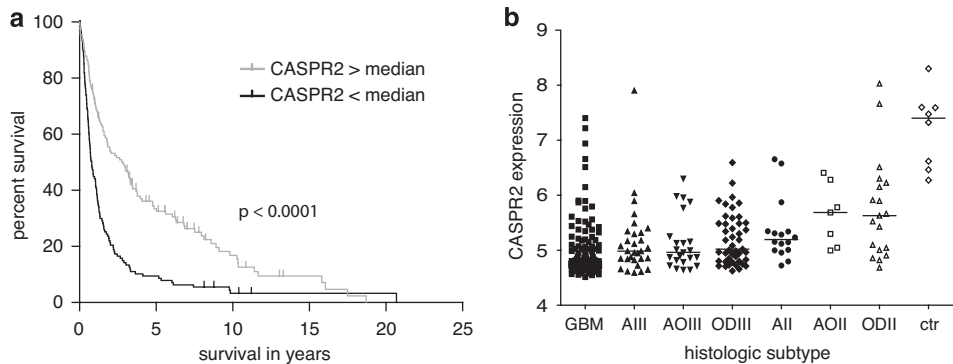 a
100
80
60
40
20
0
percent survival
CASPR2 > median
CASPR2 < median
p < 0.0001
0 5 10 15 20 25
survival in years
b
9
8
7
6
5
4
CASPR2 expression
GBM AIII AOIII ODIII AII AOII ODII ctr
histologic subtype